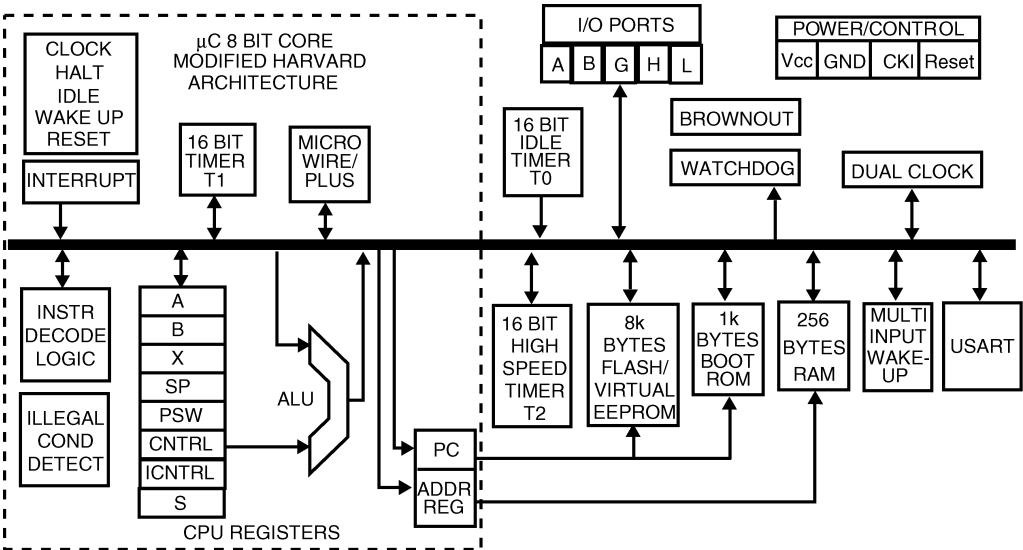 µC 8 BIT CORE
MODIFIED HARVARD
ARCHITECTURE
CLOCK
HALT
IDLE
WAKE UP
RESET
INTERRUPT
16 BIT
TIMER
T1
MICRO
WIRE/
PLUS
I/O PORTS
A B G H L
POWER/CONTROL
Vcc GND CKI Reset
16 BIT
IDLE
TIMER
T0
BROWNOUT
WATCHDOG
DUAL CLOCK
INSTR
DECODE
LOGIC
ILLEGAL
COND
DETECT
A
B
X
SP
PSW
CNTRL
ICNTRL
S
CPU REGISTERS
ALU
PC
ADDR
REG
16 BIT
HIGH
SPEED
TIMER
T2
8k
BYTES
FLASH/
VIRTUAL
EEPROM
1k
BYTES
BOOT
ROM
256
BYTES
RAM
MULTI
INPUT
WAKE-
UP
USART